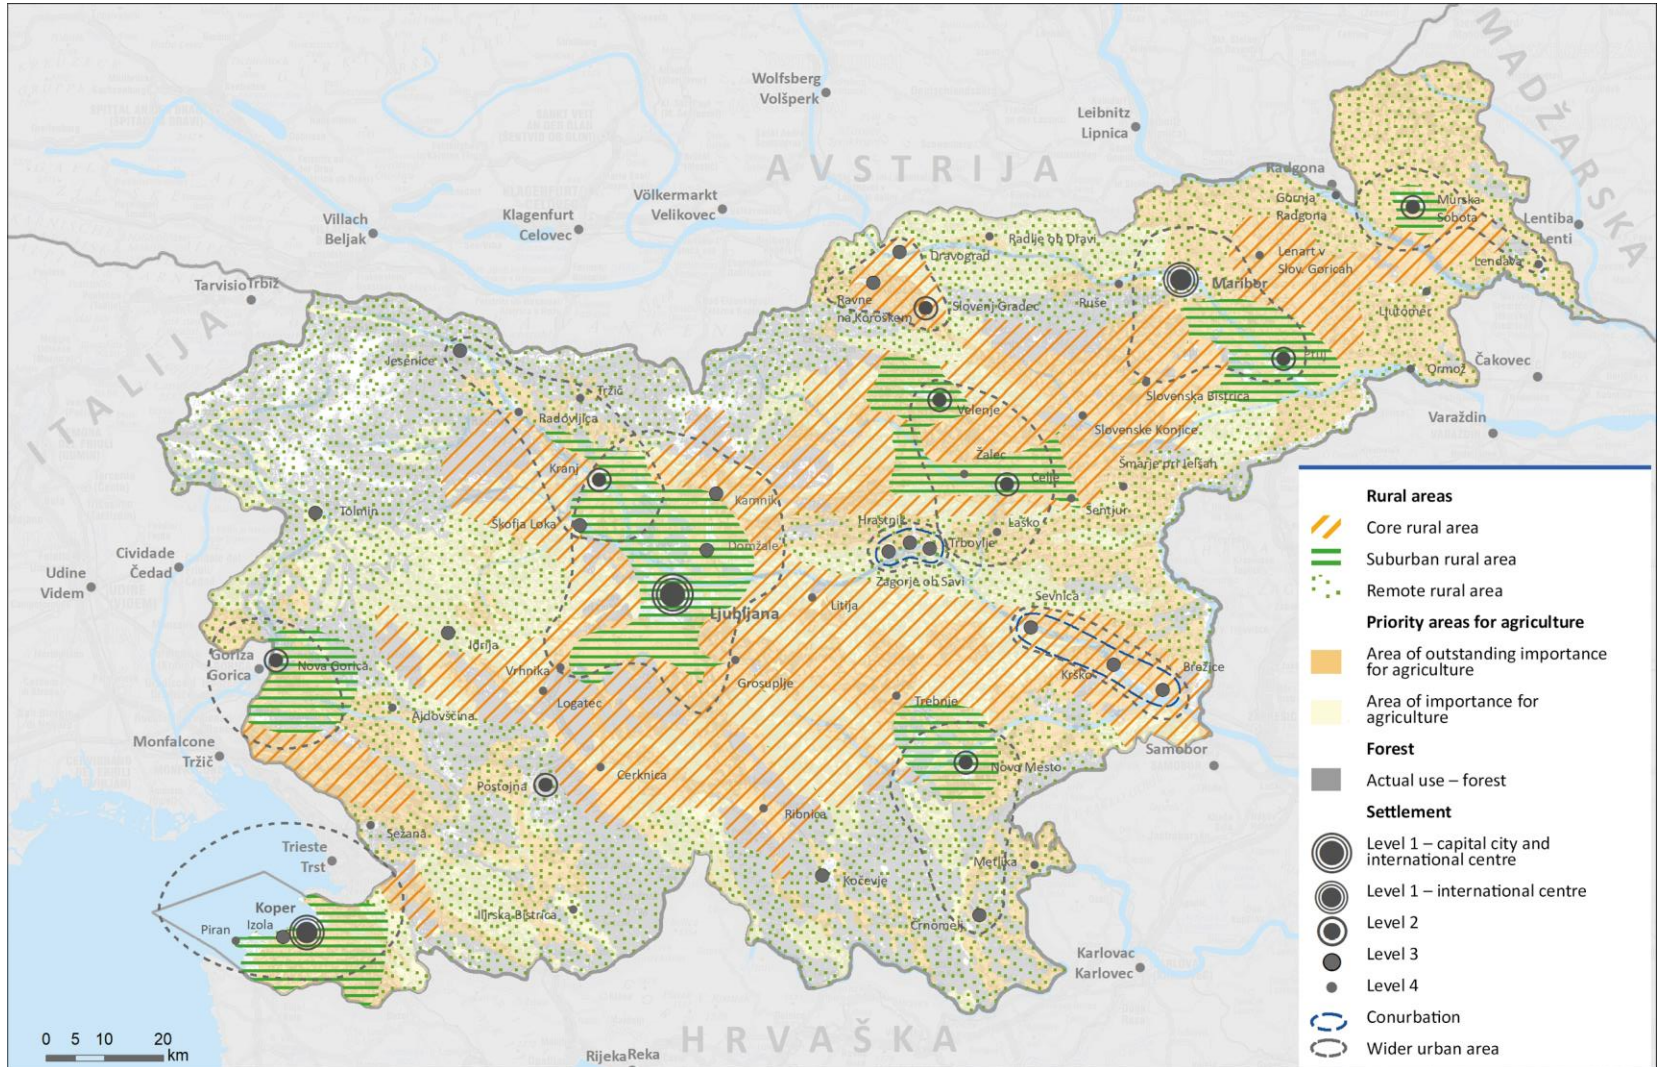 MADŽARSKA
Wolfsberg
Volšperk
Leibnitz
Lipnica
AVSTRIJA
Radgona
Gornja
Radgona
Murska
Sobota
Völkermarkt
Velikovec
Klagenfurt
Celovec
Villach
Beljak
Lentiba
Lenti
Lendava
Radlje ob Dravi
Dravograd
Lenart v
Slov. Goricah
Tarvisio Trbiž
Maribor
Ruše
Ravne
na Koroškem
Slovenj Gradec
Ljutomer
ITALIJA
Jesenice
Ptuj
Čakovec
Ormož
Tržič
Radovljica
Velenje
Slovenska Bistrica
Varaždin
Slovenske Konjice
Kranj
Žalec
Celje
Šmarje pri Jelšah
Kamnik
Šentjur
Tolmin
Škofja Loka
Hrastnik
Laško
Domžale
Trbovlje
Cividade
Čedad
Udine
Videm
Zagorje ob Savi
Sevnica
Litija
Ljubljana
Idrija
Goriza
Gorica
Nova Gorica
Vrhnika
Grosuplje
Krško
Brežice
Logatec
Trebnje
Ajdovščina
Monfalcone
Tržič
Samobor
Novo Mesto
Cerknica
Postojna
Ribnica
Sežana
Trieste
Trst
Metlika
Kočevje
Koper
Izola
Piran
Ilirska Bistrica
Črnomelj
Karlovac
Karlovec
HRVAŠKA
Rijeka Reka
0 5 10 20
km
Rural areas
Core rural area
Suburban rural area
Remote rural area
Priority areas for agriculture
Area of outstanding importance
for agriculture
Area of importance for
agriculture
Forest
Actual use – forest
Settlement
Level 1 – capital city and
international centre
Level 1 – international centre
Level 2
Level 3
Level 4
Conurbation
Wider urban area